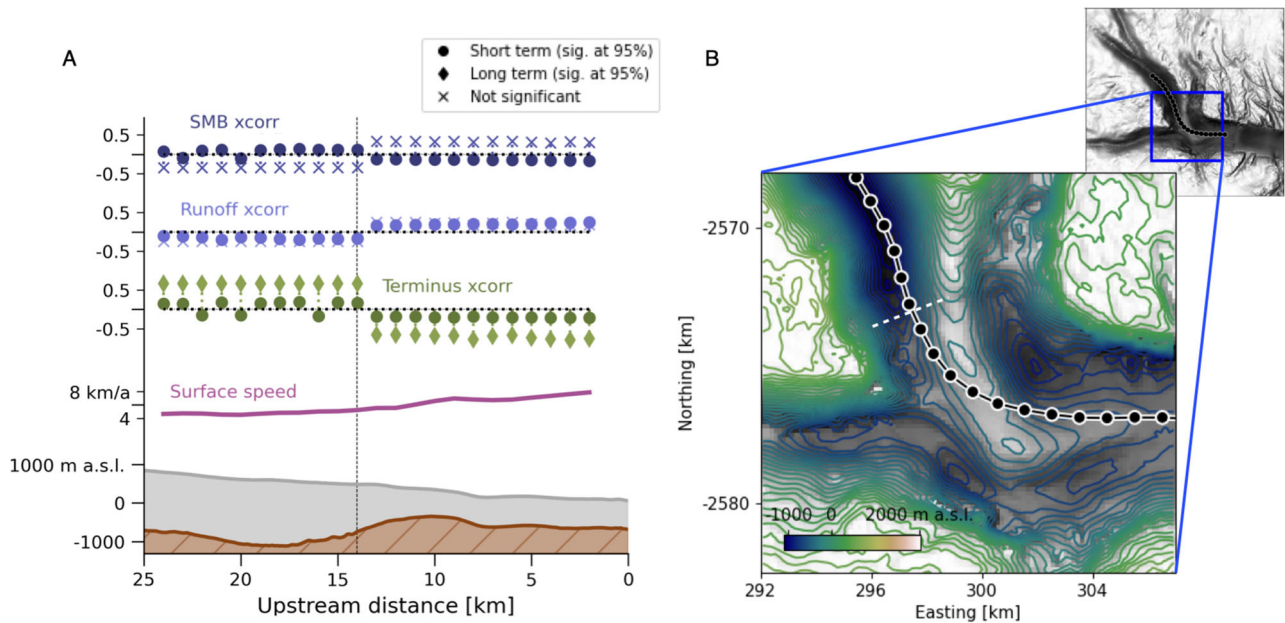 A
Short term (sig. at 95%)
Long term (sig. at 95%)
Not significant
SMB xcorr
0.5
-0.5
Runoff xcorr
0.5
-0.5
Terminus xcorr
0.5
-0.5
Surface speed
8 km/a
4
1000 m a.s.l.
0
-1000
25
20
15
10
5
0
Upstream distance [km]
B
-2570
-2580
Northing [km]
-1000
0
2000 m a.s.l.
292
296
300
304
Easting [km]